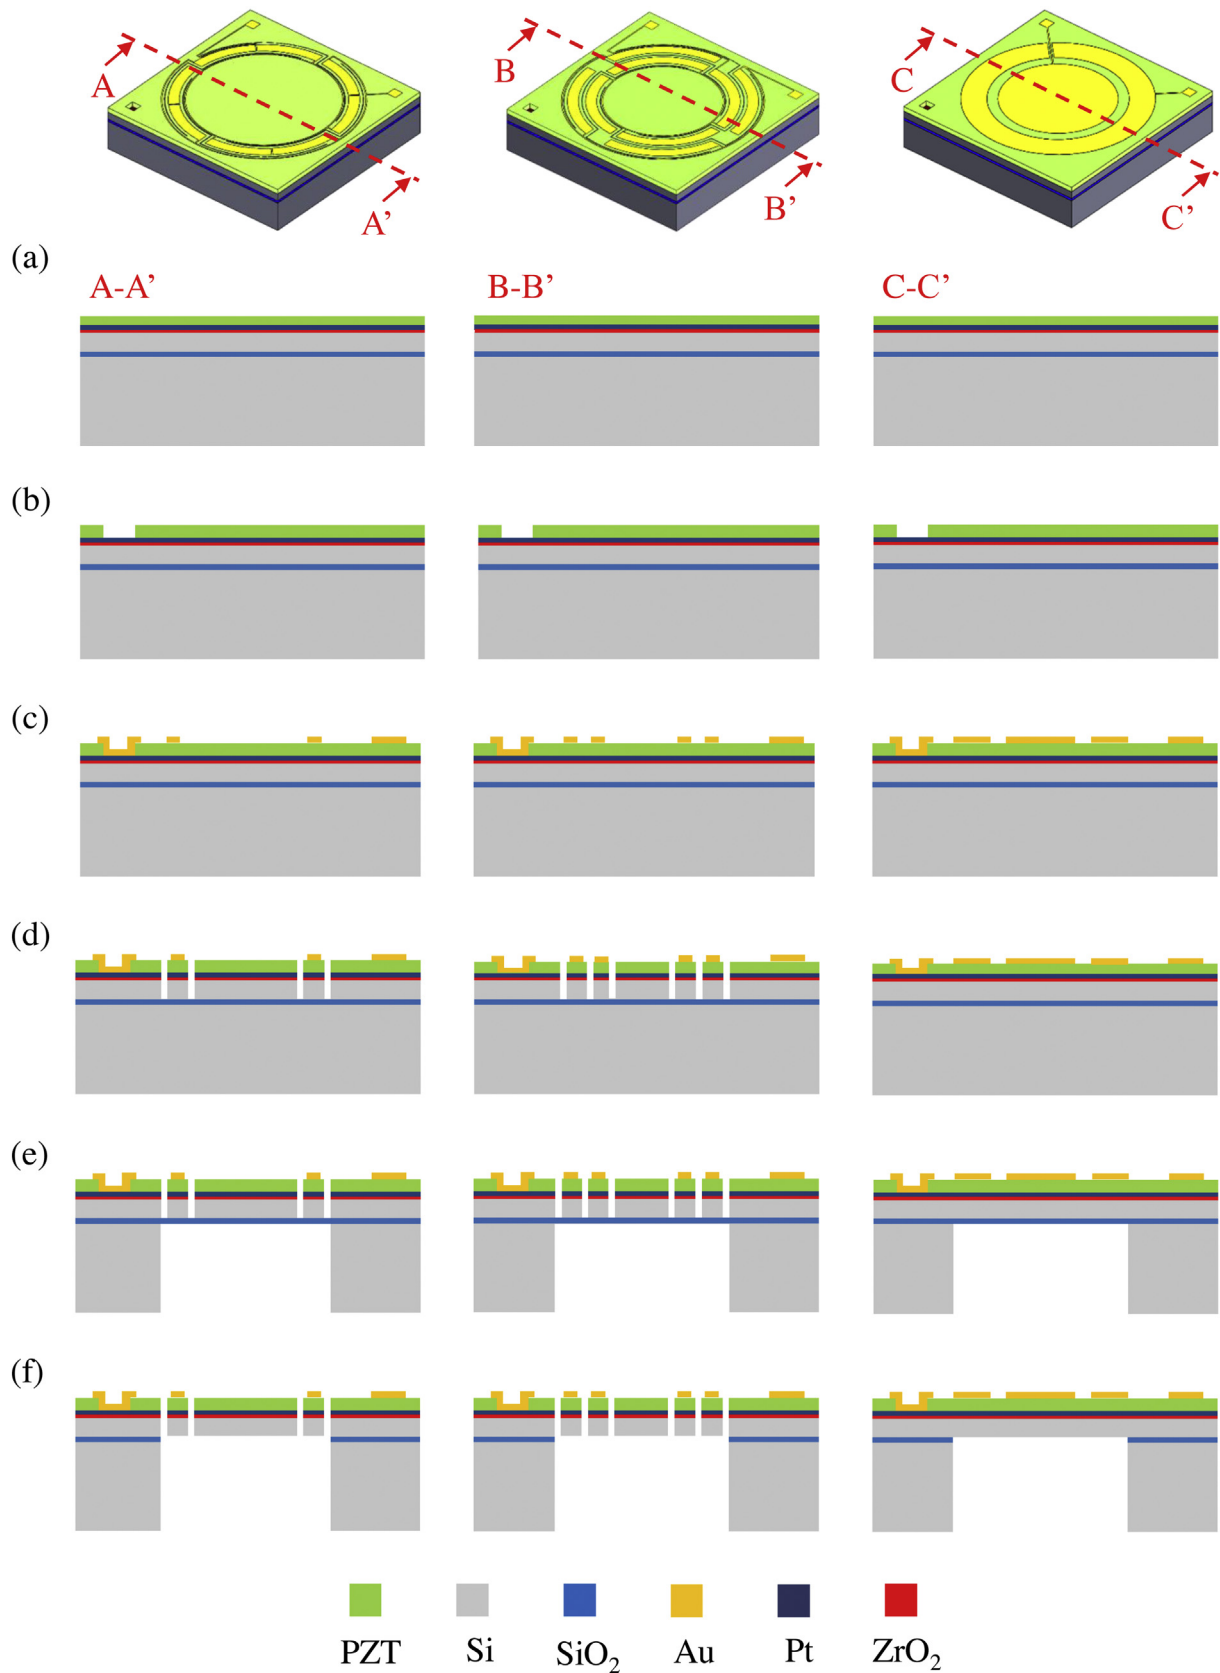 A
A’
B
B’
C
C’
(a)
A-A’
B-B’
C-C’
(b)
(c)
(d)
(e)
(f)
PZT
Si
SiO₂
Au
Pt
ZrO₂